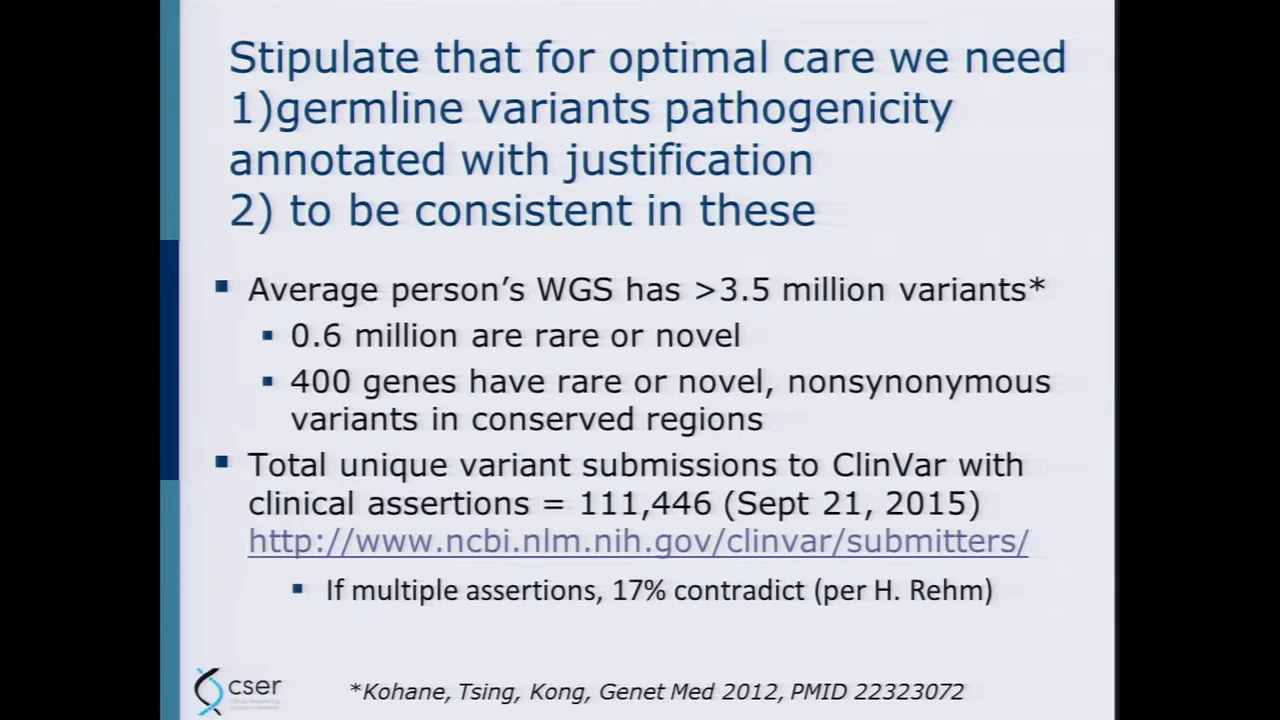 Stipulate that for optimal care we need
1)germline variants pathogenicity
annotated with justification
2) to be consistent in these
Average person's WGS has >3.5 million variants*
0.6 million are rare or novel
400 genes have rare or novel, nonsynonymous
variants in conserved regions
Total unique variant submissions to ClinVar with
clinical assertions = 111,446 (Sept 21, 2015)
http://www.ncbi.nlm.nih.gov/clinvar/submitters/
If multiple assertions, 17% contradict (per H. Rehm)
cser
*Kohane, Tsing, Kong, Genet Med 2012, PMID 22323072